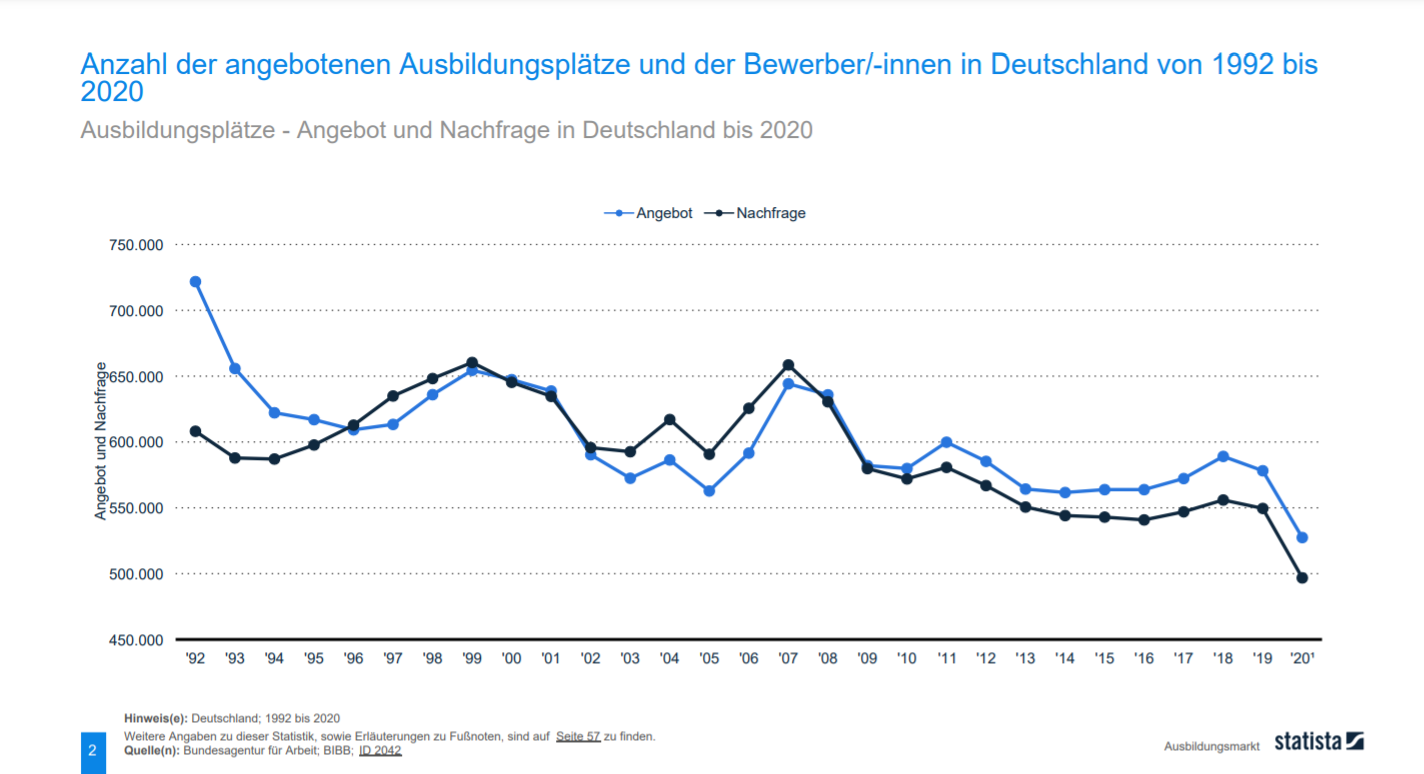 Anzahl der angebotenen Ausbildungsplätze und der Bewerber/-innen in Deutschland von 1992 bis
2020
Ausbildungsplätze - Angebot und Nachfrage in Deutschland bis 2020
Angebot Nachfrage
Angebot und Nachfrage
750.000
700.000
650.000
600.000
550.000
500.000
450.000
'92 '93 '94 '95 '96 '97 '98 '99 '00 '01 '02 '03 '04 '05 '06 '07 '08 '09 '10 '11 '12 '13 '14 '15 '16 '17 '18 '19 '20¹
Hinweis(e): Deutschland; 1992 bis 2020
Weitere Angaben zu dieser Statistik, sowie Erläuterungen zu Fußnoten, sind auf Seite 57 zu finden.
Quelle(n): Bundesagentur für Arbeit; BIBB; ID 2042
2
Ausbildungsmarkt statista